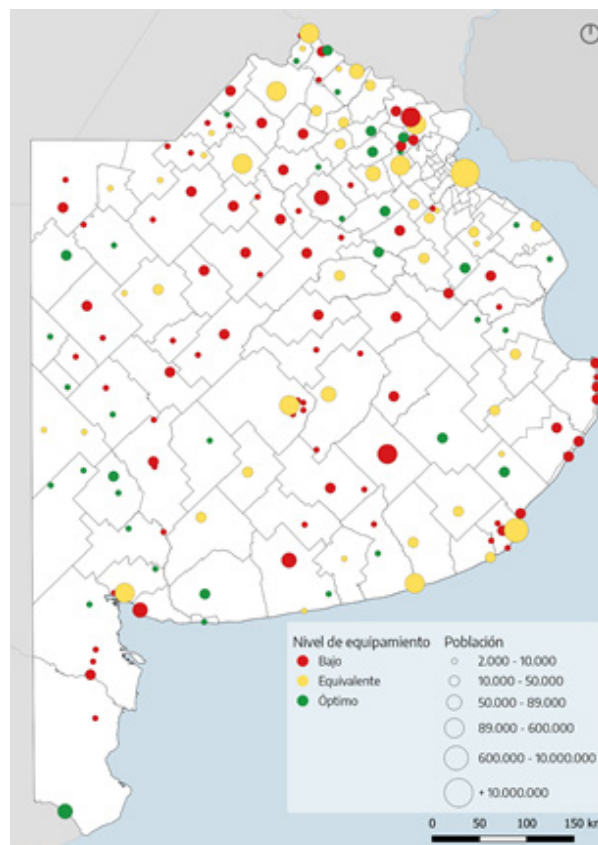 Nivel de equipamiento
Bajo
Equivalente
Óptimo
Población
2.000 - 10.000
10.000 - 50.000
50.000 - 89.000
89.000 - 600.000
600.000 - 10.000.000
+ 10.000.000
0 50 100 150 km